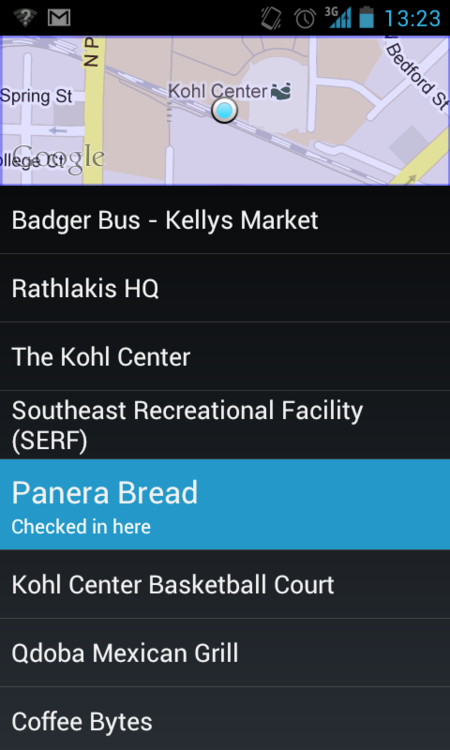 3G 13:23
N P
Kohl Center
N Bedford St
Spring St
ollege Ct
Google
Badger Bus - Kellys Market
Rathlakis HQ
The Kohl Center
Southeast Recreational Facility
(SERF)
Panera Bread
Checked in here
Kohl Center Basketball Court
Qdoba Mexican Grill
Coffee Bytes